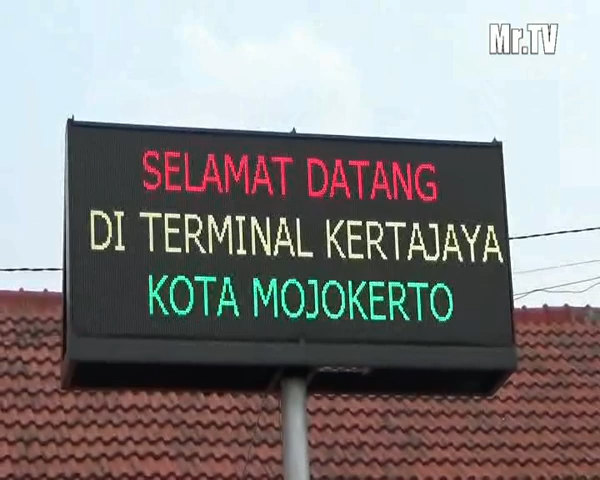 Mr.TV
SELAMAT DATANG
DI TERMINAL KERTAJAYA
KOTA MOJOKERTO